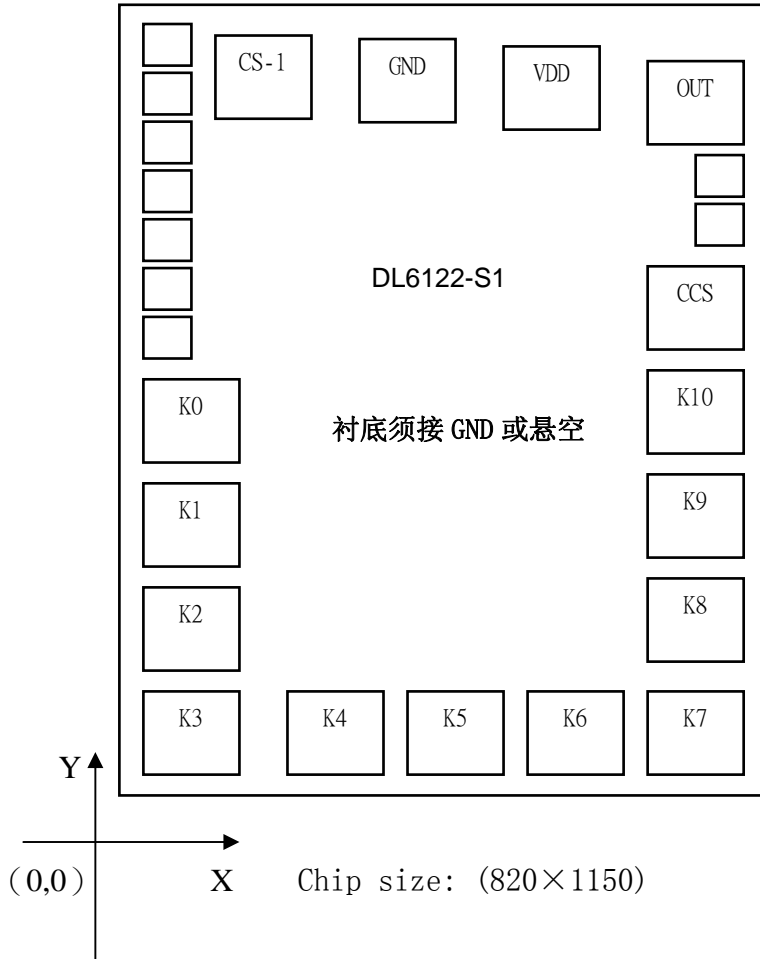 CS-1
GND
VDD
OUT
DL6122-S1
CCS
K0
K10
衬底须接 GND 或悬空
K1
K9
K2
K8
K3
K4
K5
K6
K7
Y
(0,0)
X
Chip size: (820×1150)